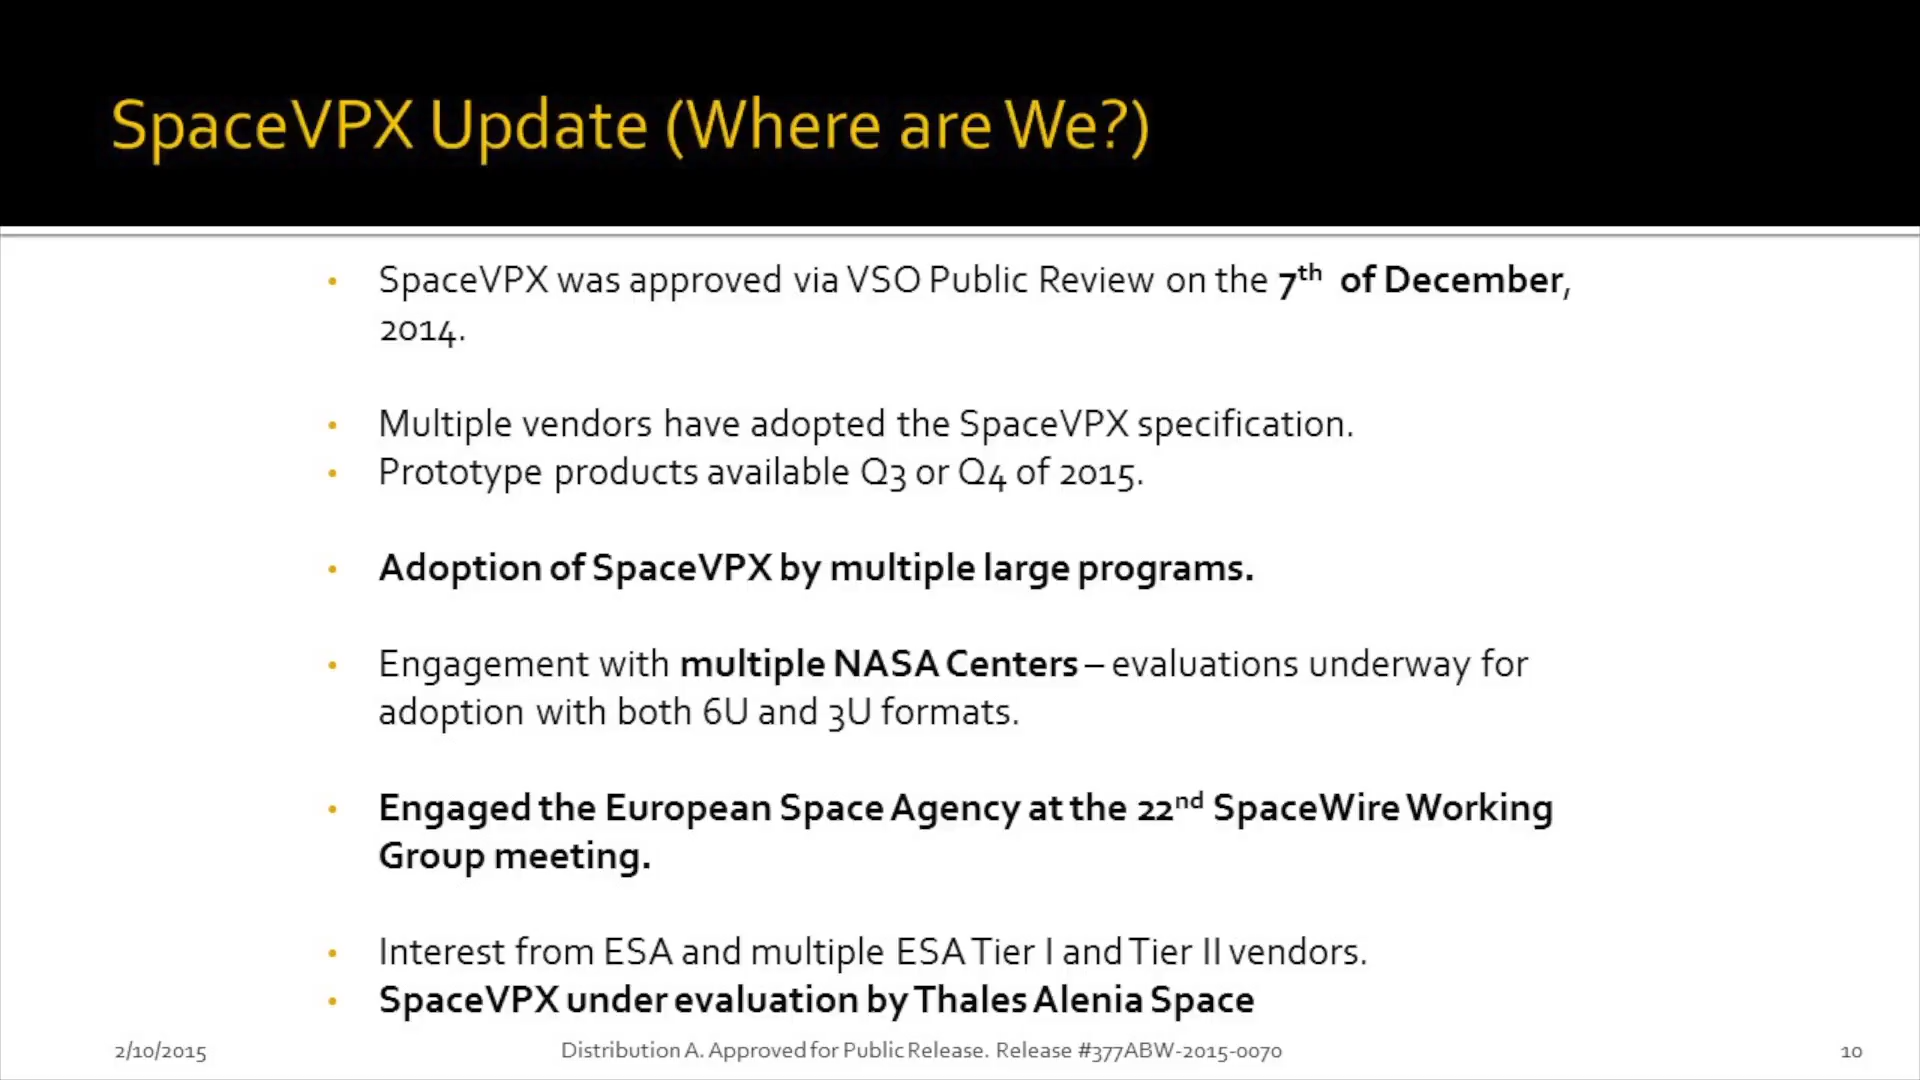 SpaceVPX Update (Where are We?)
• SpaceVPX was approved via VSO Public Review on the 7th of December,
2014.
• Multiple vendors have adopted the SpaceVPX specification.
• Prototype products available Q3 or Q4 of 2015.
• Adoption of SpaceVPX by multiple large programs.
• Engagement with multiple NASA Centers – evaluations underway for
adoption with both 6U and 3U formats.
• Engaged the European Space Agency at the 22nd SpaceWire Working
Group meeting.
• Interest from ESA and multiple ESA Tier I and Tier II vendors.
• SpaceVPX under evaluation by Thales Alenia Space
2/10/2015
Distribution A. Approved for Public Release. Release #377ABW-2015-0070
10